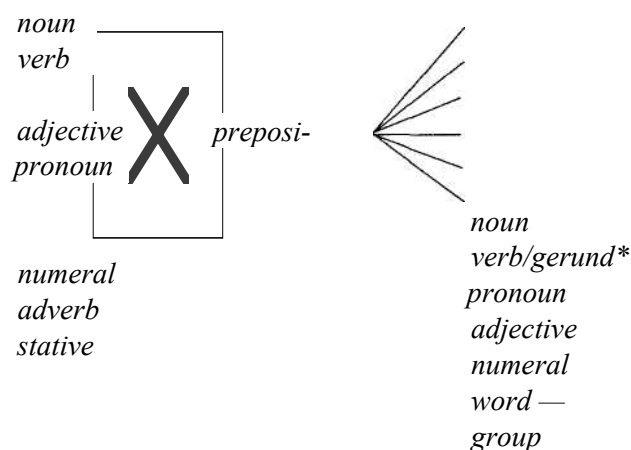 noun
verb
adjective preposi-
pronoun
numeral
adverb
stative
noun
verb/gerund*
pronoun
adjective
numeral
word —
group